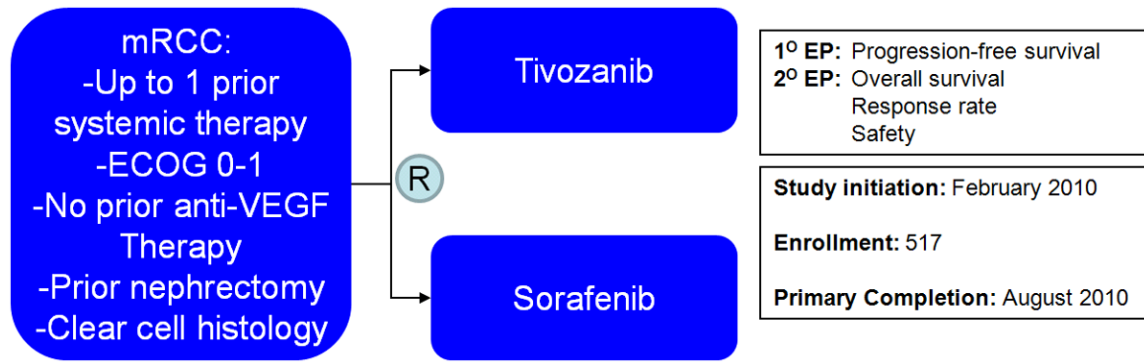 mRCC:
-Up to 1 prior
systemic therapy
-ECOG 0-1
-No prior anti-VEGF
Therapy
-Prior nephrectomy
-Clear cell histology
R
Tivozanib
Sorafenib
1º EP: Progression-free survival
2º EP: Overall survival
Response rate
Safety
Study initiation: February 2010
Enrollment: 517
Primary Completion: August 2010